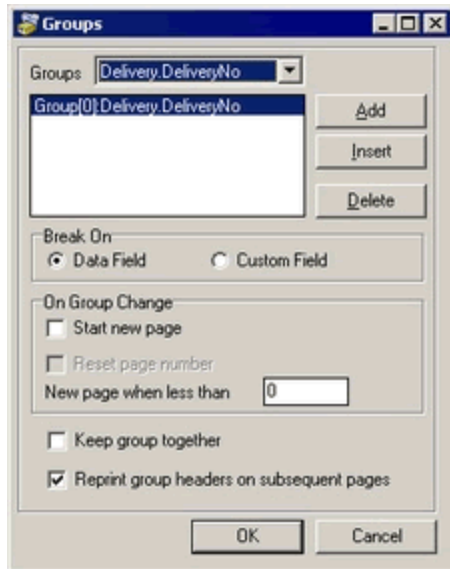 Groups
Groups Delivery.DeliveryNo
Group[0]:Delivery.DeliveryNo
Add
Insert
Delete
Break On
Data Field Custom Field
On Group Change
Start new page
Reset page number
New page when less than 0
Keep group together
Reprint group headers on subsequent pages
OK Cancel